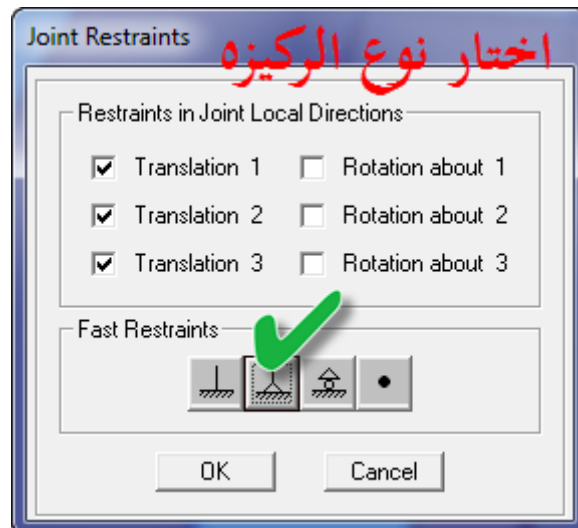 Joint Restraints
اختار نوع الركيزه
Restraints in Joint Local Directions
Translation 1
Rotation about 1
Translation 2
Rotation about 2
Translation 3
Rotation about 3
Fast Restraints
OK
Cancel